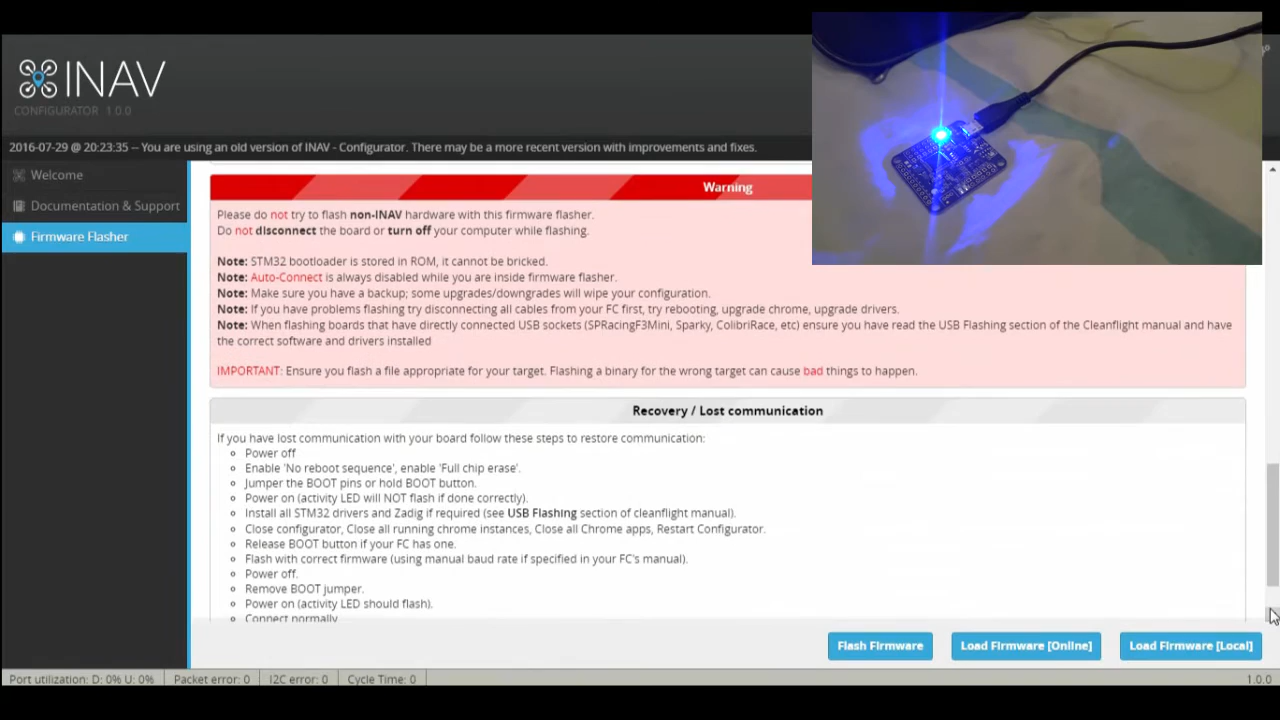 INAV
CONFIGURATOR 1.0.0
2016-07-29 @ 20:23:35 -- You are using an old version of INAV - Configurator. There may be a more recent version with improvements and fixes.
Welcome
Documentation & Support
Firmware Flasher
Warning
Please do not try to flash non-INAV hardware with this firmware flasher.
Do not disconnect the board or turn off your computer while flashing.
Note: STM32 bootloader is stored in ROM, it cannot be bricked.
Note: Auto-Connect is always disabled while you are inside firmware flasher.
Note: Make sure you have a backup; some upgrades/downgrades will wipe your configuration.
Note: If you have problems flashing try disconnecting all cables from your FC first, try rebooting, upgrade chrome, upgrade drivers.
Note: When flashing boards that have directly connected USB sockets (SPRacingF3Mini, Sparky, ColibriRace, etc) ensure you have read the USB Flashing section of the Cleanflight manual and have
the correct software and drivers installed
IMPORTANT: Ensure you flash a file appropriate for your target. Flashing a binary for the wrong target can cause bad things to happen.
Recovery / Lost communication
If you have lost communication with your board follow these steps to restore communication:
Power off
Enable 'No reboot sequence', enable 'Full chip erase'.
Jumper the BOOT pins or hold BOOT button.
Power on (activity LED will NOT flash if done correctly).
Install all STM32 drivers and Zadig if required (see USB Flashing section of cleanflight manual).
Close configurator, Close all running chrome instances, Close all Chrome apps, Restart Configurator.
Release BOOT button if your FC has one.
Flash with correct firmware (using manual baud rate if specified in your FC's manual).
Power off.
Remove BOOT jumper.
Power on (activity LED should flash).
Connect normally
Flash Firmware
Load Firmware [Online]
Load Firmware [Local]
Port utilization: D: 0% U: 0%
Packet error: 0
I2C error: 0
Cycle Time: 0
1.0.0